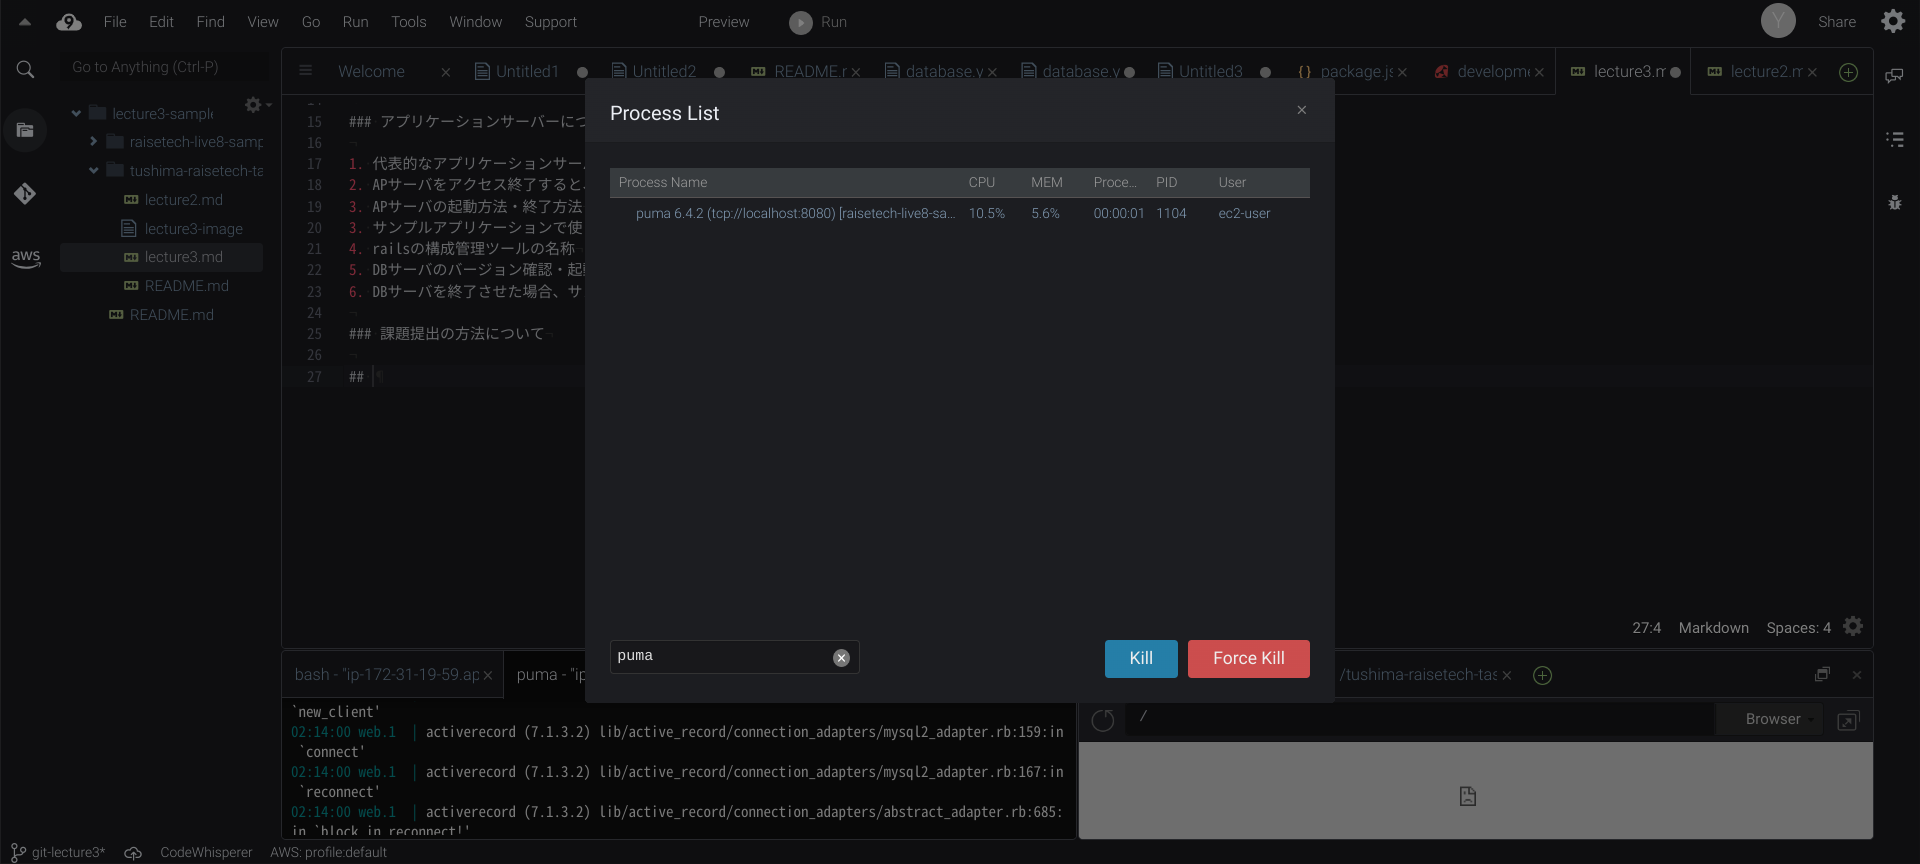 File Edit Find View Go Run Tools Window Support Preview Run Y Share
Go to Anything (Ctrl-P)
Welcome Untitled1 Untitled2 README.r database.y database.y Untitled3 package.js developme lecture3.m lecture2.m
lecture3-sample
raisetech-live8-samp
tushima-raisetech-ta
lecture2.md
lecture3-image
lecture3.md
README.md
README.md
aws
15 ### アプリケーションサーバーにつ
16
17 1. 代表的なアプリケーションサー
18 2. APサーバをアクセス終了すると
19 3. APサーバの起動方法・終了方法
20 3. サンプルアプリケーションで使
21 4. railsの構成管理ツールの名称
22 5. DBサーバのバージョン確認・起
23 6. DBサーバを終了させた場合、サ
24
25 ### 課題提出の方法について
26
27 ##
Process List
Process Name CPU MEM Proce... PID User
puma 6.4.2 (tcp://localhost:8080) [raisetech-live8-sa... 10.5% 5.6% 00:00:01 1104 ec2-user
puma
Kill Force Kill
27:4 Markdown Spaces: 4
bash - "ip-172-31-19-59.ap puma - "ip /tushima-raisetech-tas
`new_client'
02:14:00 web.1 | activerecord (7.1.3.2) lib/active_record/connection_adapters/mysql2_adapter.rb:159:in
`connect'
02:14:00 web.1 | activerecord (7.1.3.2) lib/active_record/connection_adapters/mysql2_adapter.rb:167:in
`reconnect'
02:14:00 web.1 | activerecord (7.1.3.2) lib/active_record/connection_adapters/abstract_adapter.rb:685:
in `block in reconnect!'
/ Browser
git-lecture3* CodeWhisperer AWS: profile:default